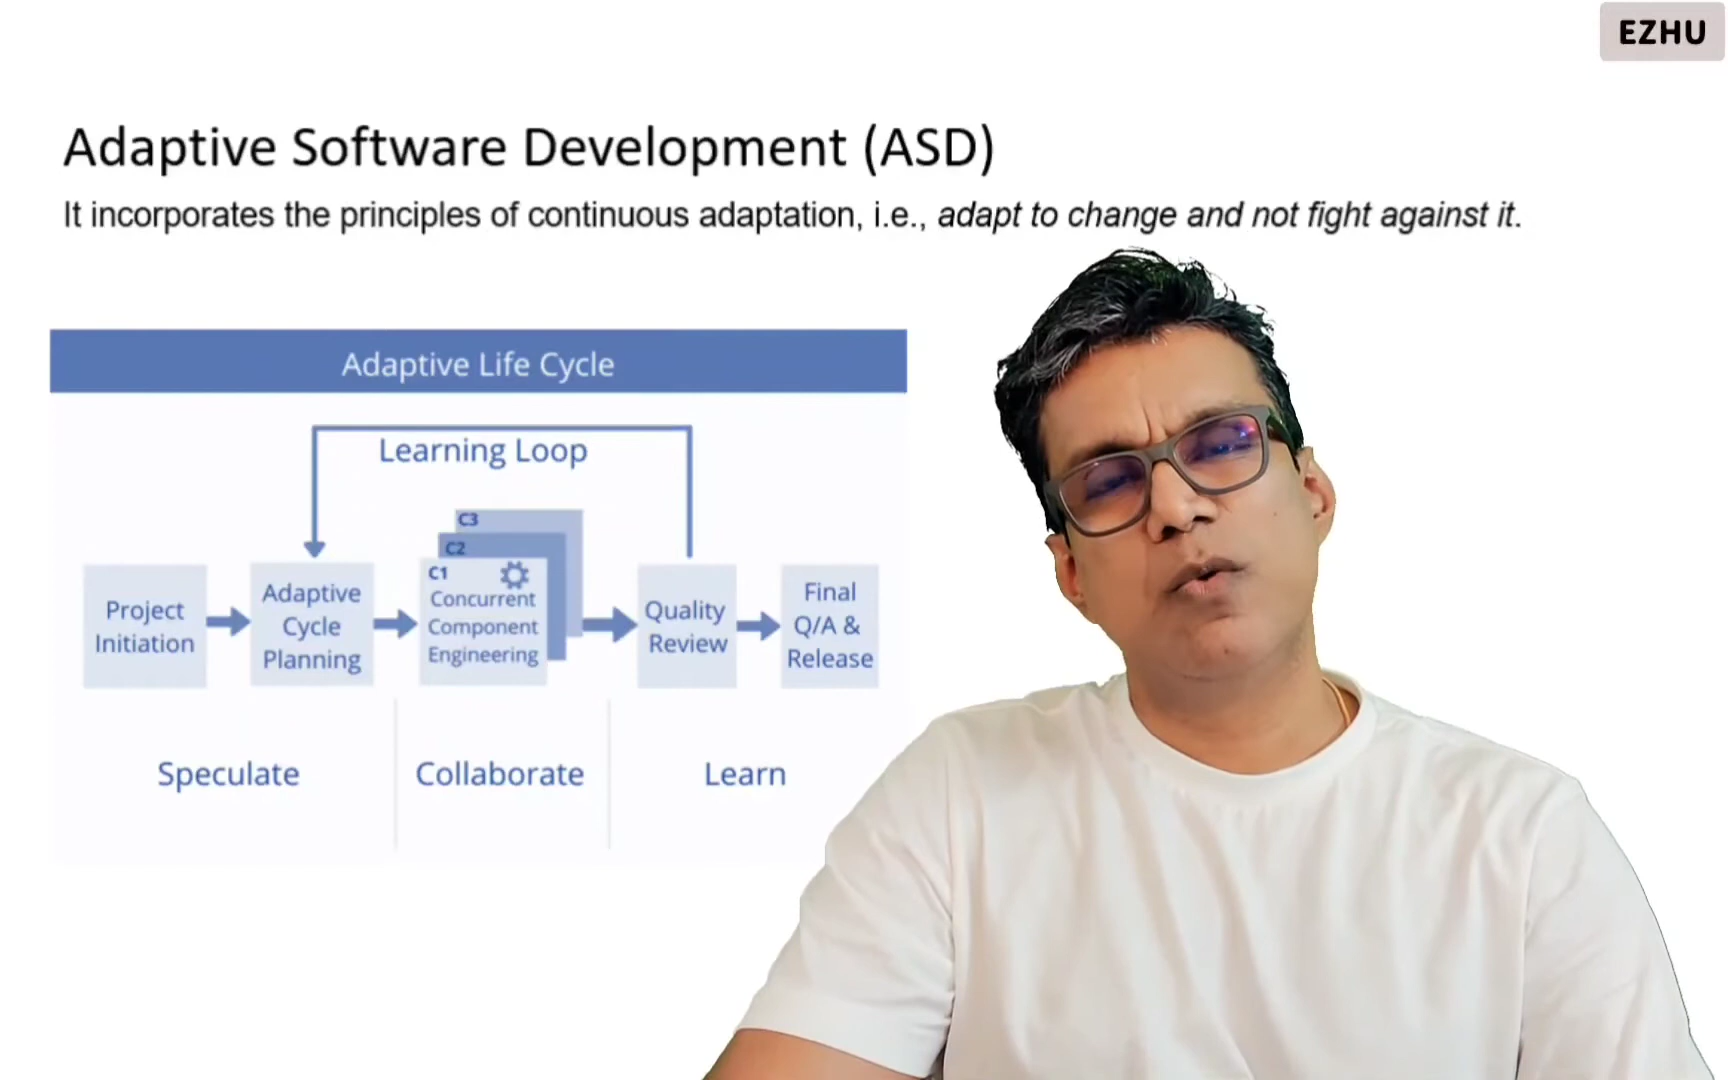 EZHU
Adaptive Software Development (ASD)
It incorporates the principles of continuous adaptation, i.e., adapt to change and not fight against it.
Adaptive Life Cycle
Learning Loop
Project
Initiation
Adaptive
Cycle
Planning
C3
C2
C1
Concurrent
Component
Engineering
Quality
Review
Final
Q/A &
Release
Speculate
Collaborate
Learn